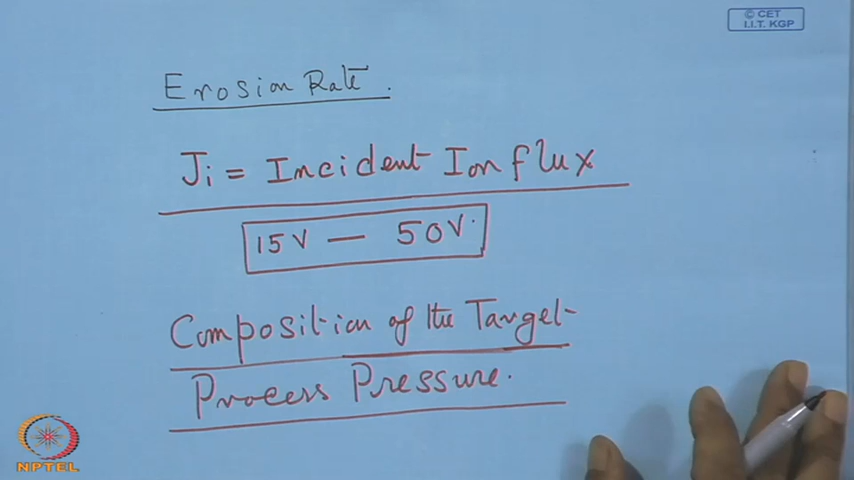 © CET
I.I.T. KGP
Erosion Rate.
Ji = Incident Ion flux
15V — 50V.
Composition of the Target
Process Pressure.
NPTEL